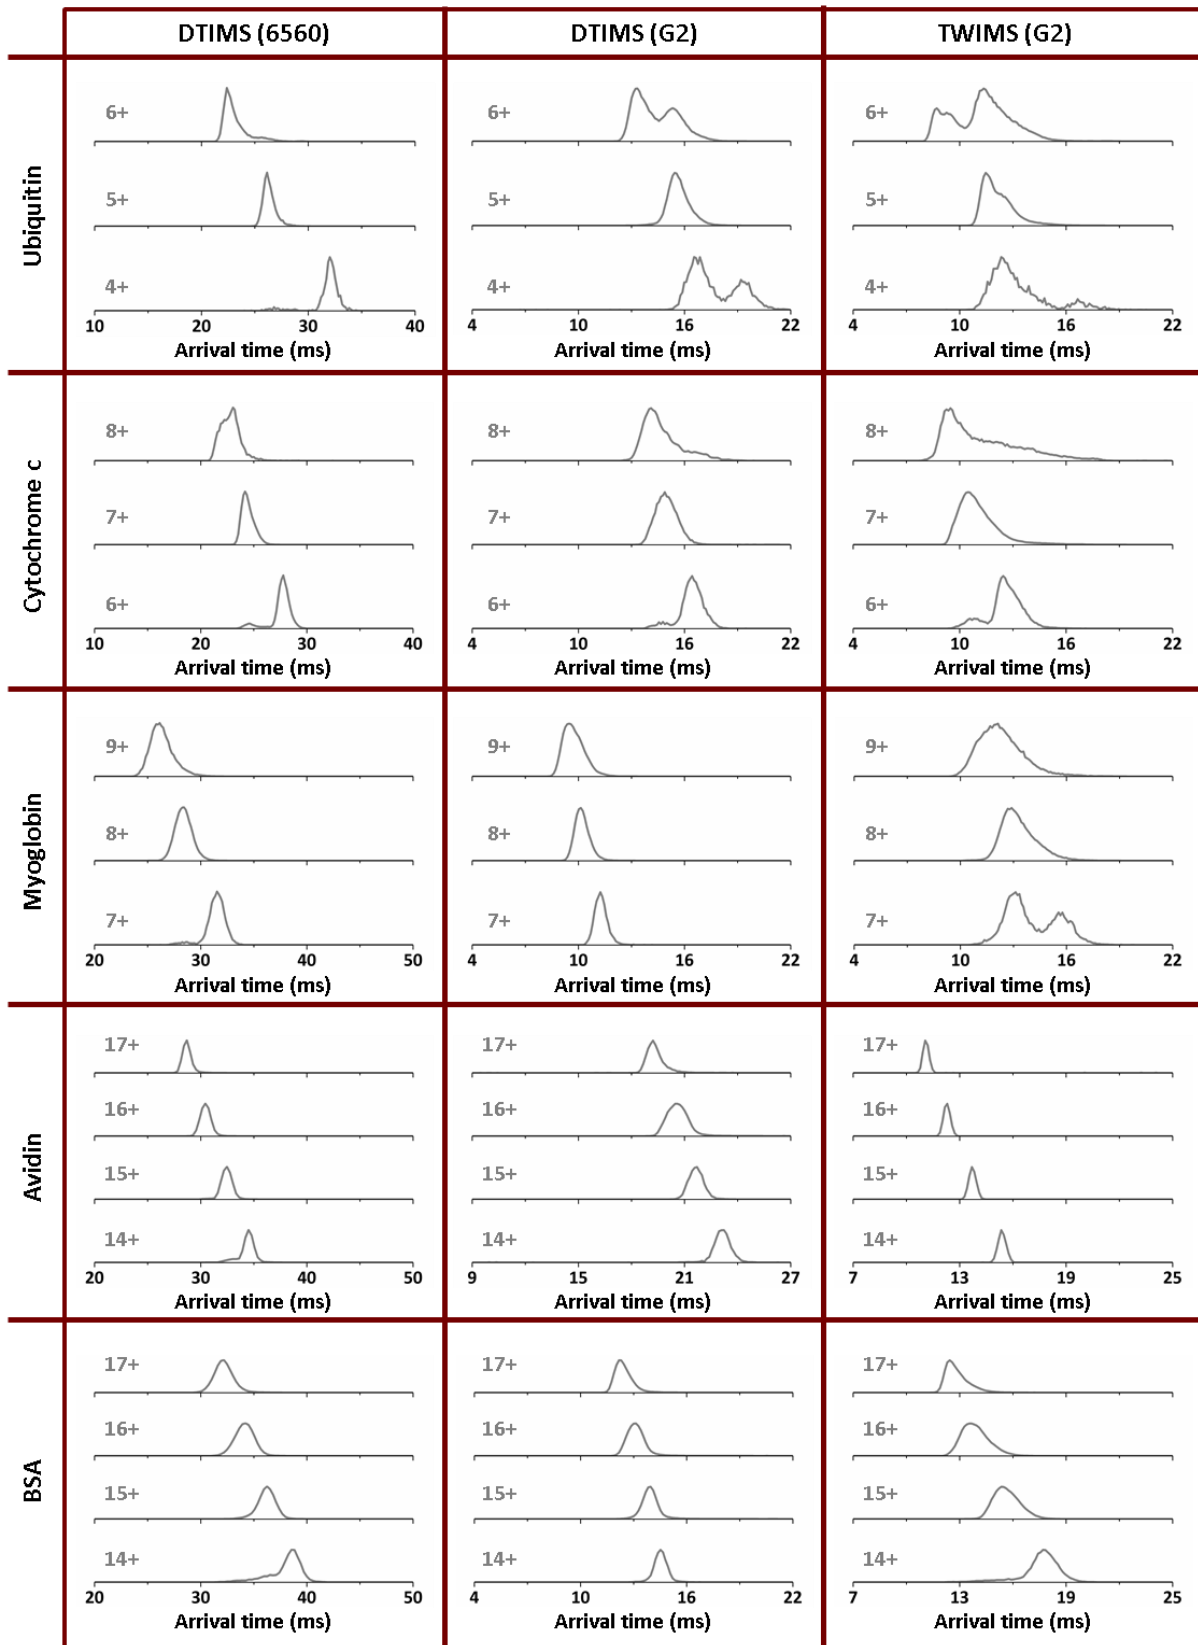 DTIMS (6560) DTIMS (G2) TWIMS (G2)
Ubiquitin
6+ 6+ 6+
5+ 5+ 5+
4+ 4+ 4+
10 20 30 40 4 10 16 22 4 10 16 22
Arrival time (ms) Arrival time (ms) Arrival time (ms)
Cytochrome c
8+ 8+ 8+
7+ 7+ 7+
6+ 6+ 6+
10 20 30 40 4 10 16 22 4 10 16 22
Arrival time (ms) Arrival time (ms) Arrival time (ms)
Myoglobin
9+ 9+ 9+
8+ 8+ 8+
7+ 7+ 7+
20 30 40 50 4 10 16 22 4 10 16 22
Arrival time (ms) Arrival time (ms) Arrival time (ms)
Avidin
17+ 17+ 17+
16+ 16+ 16+
15+ 15+ 15+
14+ 14+ 14+
20 30 40 50 9 15 21 27 7 13 19 25
Arrival time (ms) Arrival time (ms) Arrival time (ms)
BSA
17+ 17+ 17+
16+ 16+ 16+
15+ 15+ 15+
14+ 14+ 14+
20 30 40 50 4 10 16 22 7 13 19 25
Arrival time (ms) Arrival time (ms) Arrival time (ms)